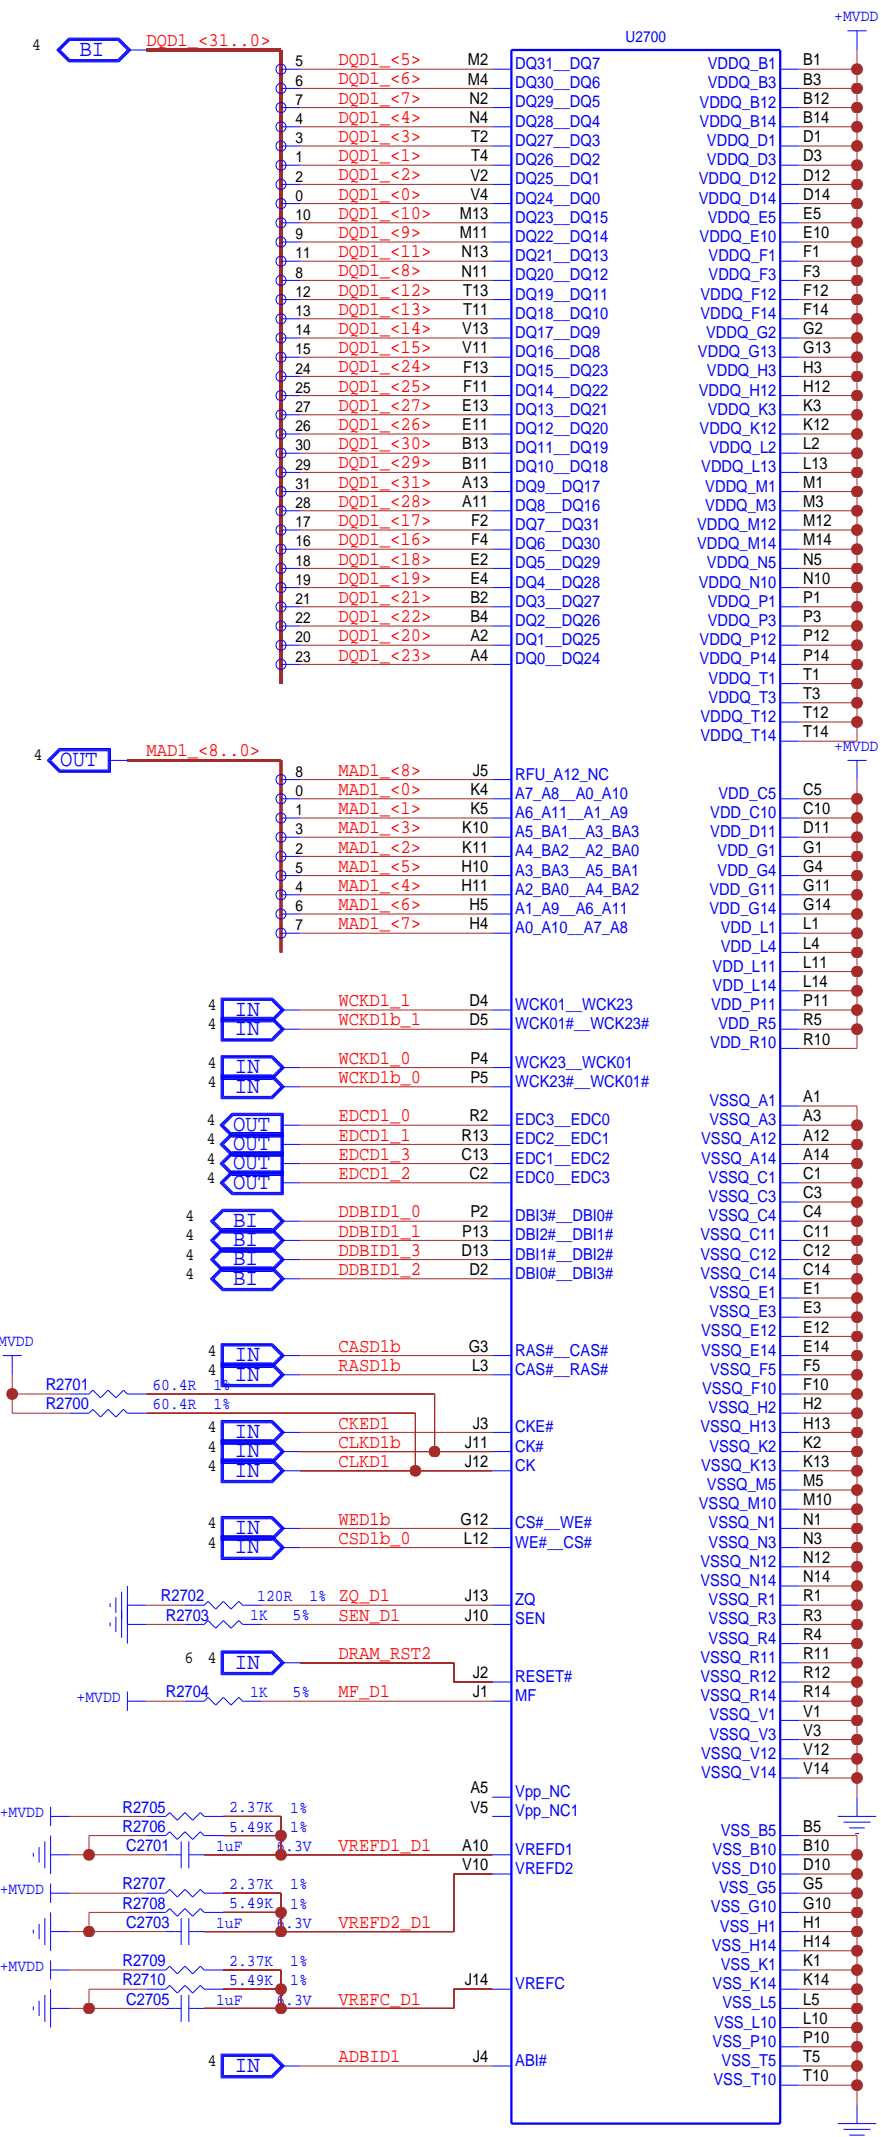 +MVDD
4 BI DQD1_<31..0> U2700
5 DQD1_<5> M2 DQ31__DQ7 VDDQ_B1 B1
6 DQD1_<6> M4 DQ30__DQ6 VDDQ_B3 B3
7 DQD1_<7> N2 DQ29__DQ5 VDDQ_B12 B12
4 DQD1_<4> N4 DQ28__DQ4 VDDQ_B14 B14
3 DQD1_<3> T2 DQ27__DQ3 VDDQ_D1 D1
1 DQD1_<1> T4 DQ26__DQ2 VDDQ_D3 D3
2 DQD1_<2> V2 DQ25__DQ1 VDDQ_D12 D12
0 DQD1_<0> V4 DQ24__DQ0 VDDQ_D14 D14
10 DQD1_<10> M13 DQ23__DQ15 VDDQ_E5 E5
9 DQD1_<9> M11 DQ22__DQ14 VDDQ_E10 E10
11 DQD1_<11> N13 DQ21__DQ13 VDDQ_F1 F1
8 DQD1_<8> N11 DQ20__DQ12 VDDQ_F3 F3
12 DQD1_<12> T13 DQ19__DQ11 VDDQ_F12 F12
13 DQD1_<13> T11 DQ18__DQ10 VDDQ_F14 F14
14 DQD1_<14> V13 DQ17__DQ9 VDDQ_G2 G2
15 DQD1_<15> V11 DQ16__DQ8 VDDQ_G13 G13
24 DQD1_<24> F13 DQ15__DQ23 VDDQ_H3 H3
25 DQD1_<25> F11 DQ14__DQ22 VDDQ_H12 H12
27 DQD1_<27> E13 DQ13__DQ21 VDDQ_K3 K3
26 DQD1_<26> E11 DQ12__DQ20 VDDQ_K12 K12
30 DQD1_<30> B13 DQ11__DQ19 VDDQ_L2 L2
29 DQD1_<29> B11 DQ10__DQ18 VDDQ_L13 L13
31 DQD1_<31> A13 DQ9__DQ17 VDDQ_M1 M1
28 DQD1_<28> A11 DQ8__DQ16 VDDQ_M3 M3
17 DQD1_<17> F2 DQ7__DQ31 VDDQ_M12 M12
16 DQD1_<16> F4 DQ6__DQ30 VDDQ_M14 M14
18 DQD1_<18> E2 DQ5__DQ29 VDDQ_N5 N5
19 DQD1_<19> E4 DQ4__DQ28 VDDQ_N10 N10
21 DQD1_<21> B2 DQ3__DQ27 VDDQ_P1 P1
22 DQD1_<22> B4 DQ2__DQ26 VDDQ_P3 P3
20 DQD1_<20> A2 DQ1__DQ25 VDDQ_P12 P12
23 DQD1_<23> A4 DQ0__DQ24 VDDQ_P14 P14
VDDQ_T1 T1
VDDQ_T3 T3
VDDQ_T12 T12
VDDQ_T14 T14
4 OUT MAD1_<8..0> +MVDD
8 MAD1_<8> J5 RFU_A12_NC
0 MAD1_<0> K4 A7_A8__A0_A10 VDD_C5 C5
1 MAD1_<1> K5 A6_A11__A1_A9 VDD_C10 C10
3 MAD1_<3> K10 A5_BA1__A3_BA3 VDD_D11 D11
2 MAD1_<2> K11 A4_BA2__A2_BA0 VDD_G1 G1
5 MAD1_<5> H10 A3_BA3__A5_BA1 VDD_G4 G4
4 MAD1_<4> H11 A2_BA0__A4_BA2 VDD_G11 G11
6 MAD1_<6> H5 A1_A9__A6_A11 VDD_G14 G14
7 MAD1_<7> H4 A0_A10__A7_A8 VDD_L1 L1
VDD_L4 L4
VDD_L11 L11
VDD_L14 L14
4 IN WCKD1_1 D4 WCK01__WCK23 VDD_P11 P11
4 IN WCKD1b_1 D5 WCK01#__WCK23# VDD_R5 R5
VDD_R10 R10
4 IN WCKD1_0 P4 WCK23__WCK01
4 IN WCKD1b_0 P5 WCK23#__WCK01#
VSSQ_A1 A1
4 OUT EDCD1_0 R2 EDC3__EDC0 VSSQ_A3 A3
4 OUT EDCD1_1 R13 EDC2__EDC1 VSSQ_A12 A12
4 OUT EDCD1_3 C13 EDC1__EDC2 VSSQ_A14 A14
4 OUT EDCD1_2 C2 EDC0__EDC3 VSSQ_C1 C1
VSSQ_C3 C3
4 BI DDBID1_0 P2 DBI3#__DBI0# VSSQ_C4 C4
4 BI DDBID1_1 P13 DBI2#__DBI1# VSSQ_C11 C11
4 BI DDBID1_3 D13 DBI1#__DBI2# VSSQ_C12 C12
4 BI DDBID1_2 D2 DBI0#__DBI3# VSSQ_C14 C14
VSSQ_E1 E1
VSSQ_E3 E3
MVDD VSSQ_E12 E12
4 IN CASD1b G3 RAS#__CAS# VSSQ_E14 E14
4 IN RASD1b L3 CAS#__RAS# VSSQ_F5 F5
R2701 60.4R 1% VSSQ_F10 F10
R2700 60.4R 1% VSSQ_H2 H2
4 IN CKED1 J3 CKE# VSSQ_H13 H13
4 IN CLKD1b J11 CK# VSSQ_K2 K2
4 IN CLKD1 J12 CK VSSQ_K13 K13
VSSQ_M5 M5
VSSQ_M10 M10
4 IN WED1b G12 CS#__WE# VSSQ_N1 N1
4 IN CSD1b_0 L12 WE#__CS# VSSQ_N3 N3
VSSQ_N12 N12
VSSQ_N14 N14
R2702 120R 1% ZQ_D1 J13 ZQ VSSQ_R1 R1
R2703 1K 5% SEN_D1 J10 SEN VSSQ_R3 R3
VSSQ_R4 R4
6 4 IN DRAM_RST2 VSSQ_R11 R11
J2 RESET# VSSQ_R12 R12
+MVDD R2704 1K 5% MF_D1 J1 MF VSSQ_R14 R14
VSSQ_V1 V1
VSSQ_V3 V3
VSSQ_V12 V12
VSSQ_V14 V14
A5 Vpp_NC
V5 Vpp_NC1
+MVDD R2705 2.37K 1%
R2706 5.49K 1% VSS_B5 B5
C2701 1uF 6.3V VREFD1_D1 A10 VREFD1 VSS_B10 B10
V10 VREFD2 VSS_D10 D10
+MVDD R2707 2.37K 1% VSS_G5 G5
R2708 5.49K 1% VSS_G10 G10
C2703 1uF 6.3V VREFD2_D1 VSS_H1 H1
VSS_H14 H14
+MVDD R2709 2.37K 1% VSS_K1 K1
R2710 5.49K 1% J14 VREFC VSS_K14 K14
C2705 1uF 6.3V VREFC_D1 VSS_L5 L5
VSS_L10 L10
VSS_P10 P10
4 IN ADBID1 J4 ABI# VSS_T5 T5
VSS_T10 T10